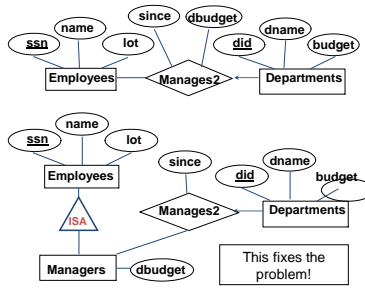 since
dbudget
name
dname
ssn
lot
did
budget
Employees
Manages2
Departments
name
ssn
lot
since
dname
did
budget
Employees
Manages2
Departments
ISA
This fixes the
problem!
Managers
dbudget